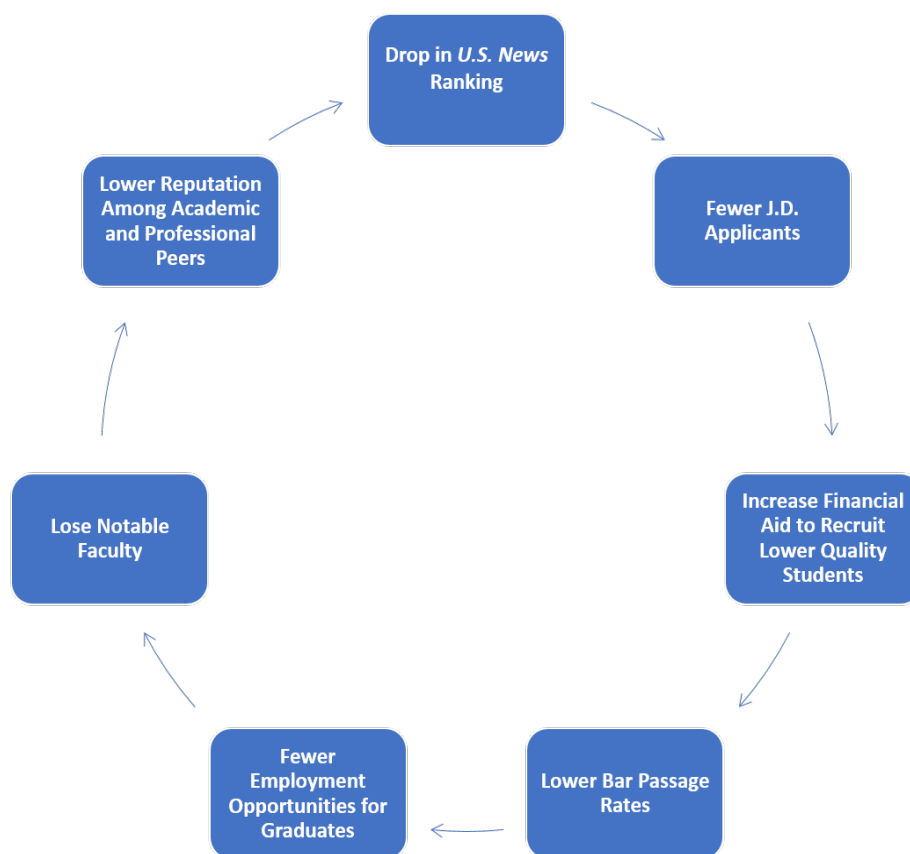 Drop in U.S. News
Ranking
Fewer J.D.
Applicants
Increase Financial
Aid to Recruit
Lower Quality
Students
Lower Bar Passage
Rates
Fewer
Employment
Opportunities for
Graduates
Lose Notable
Faculty
Lower Reputation
Among Academic
and Professional
Peers